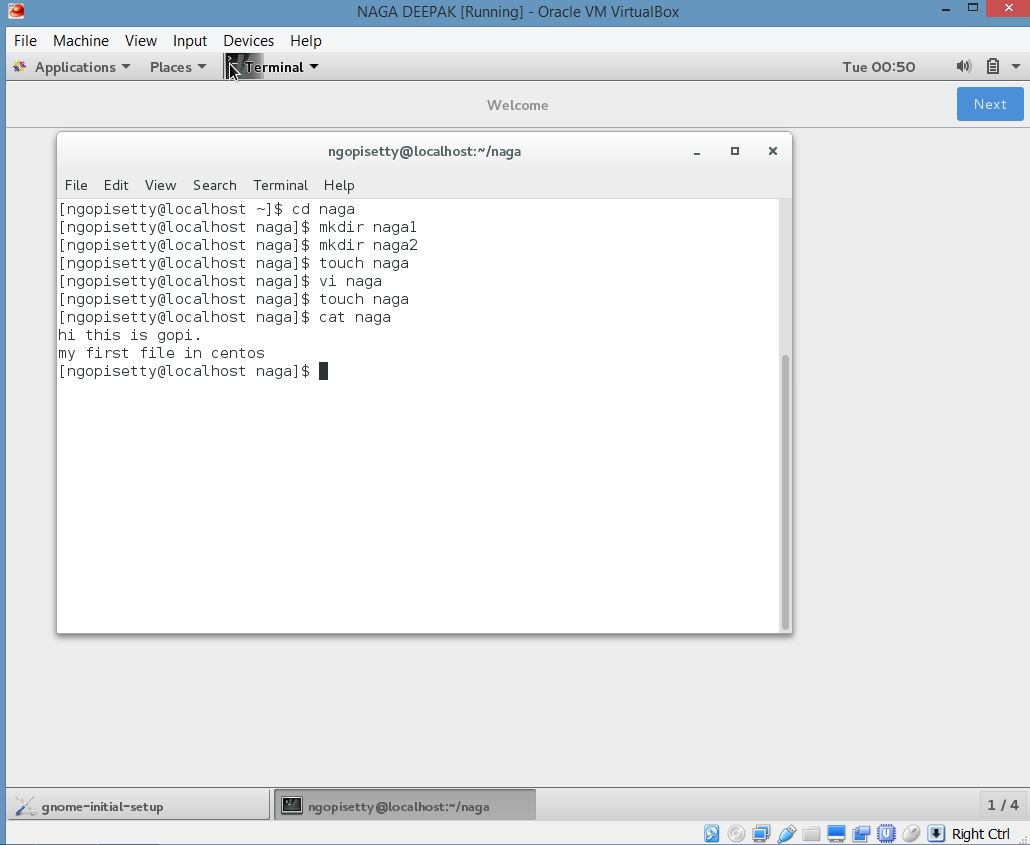 NAGA DEEPAK [Running] - Oracle VM VirtualBox
File Machine View Input Devices Help
Applications Places Terminal Tue 00:50
Welcome
Next
ngopisetty@localhost:~/naga
File Edit View Search Terminal Help
[ngopisetty@localhost ~]$ cd naga
[ngopisetty@localhost naga]$ mkdir naga1
[ngopisetty@localhost naga]$ mkdir naga2
[ngopisetty@localhost naga]$ touch naga
[ngopisetty@localhost naga]$ vi naga
[ngopisetty@localhost naga]$ touch naga
[ngopisetty@localhost naga]$ cat naga
hi this is gopi.
my first file in centos
[ngopisetty@localhost naga]$
gnome-initial-setup
ngopisetty@localhost:~/naga
1 / 4
Right Ctrl